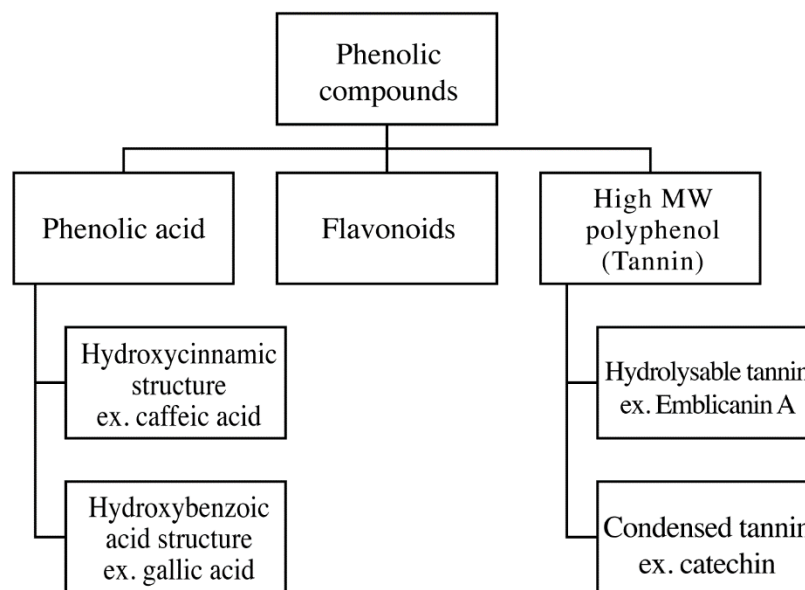 Phenolic
compounds
Phenolic acid
Flavonoids
High MW
polyphenol
(Tannin)
Hydroxycinnamic
structure
ex. caffeic acid
Hydroxybenzoic
acid structure
ex. gallic acid
Hydrolysable tannin
ex. Emblicanin A
Condensed tannin
ex. catechin